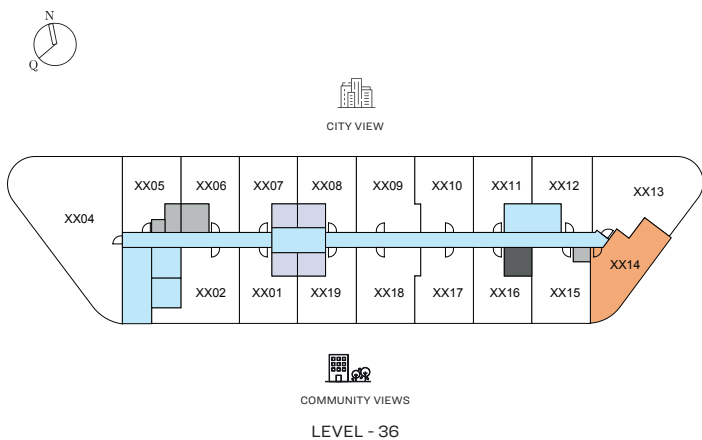 N
Q
CITY VIEW
XX05 XX06 XX07 XX08 XX09 XX10 XX11 XX12
XX04 XX13
XX14
XX02 XX01 XX19 XX18 XX17 XX16 XX15
COMMUNITY VIEWS
LEVEL - 36